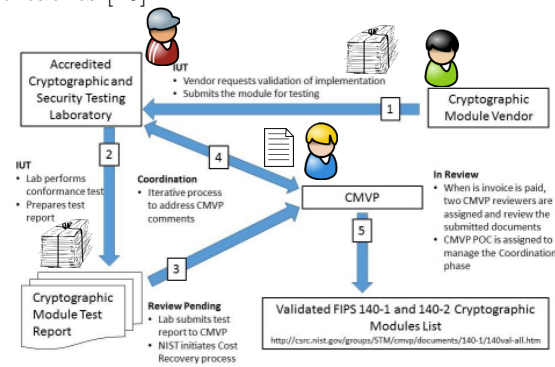 Accredited
Cryptographic and
Security Testing
Laboratory
IUT
• Vendor requests validation of implementation
• Submits the module for testing
1
Cryptographic
Module Vendor
2
IUT
• Lab performs
conformance test
• Prepares test
report
4
Coordination
• Iterative process
to address CMVP
comments
CMVP
In Review
• When is invoice is paid,
two CMVP reviewers are
assigned and review the
submitted documents
• CMVP POC is assigned to
manage the Coordination
phase
5
3
Cryptographic
Module Test
Report
Review Pending
• Lab submits test
report to CMVP
• NIST initiates Cost
Recovery process
Validated FIPS 140-1 and 140-2 Cryptographic
Modules List
http://csrc.nist.gov/groups/STM/cmvp/documents/140-1/140val-all.htm